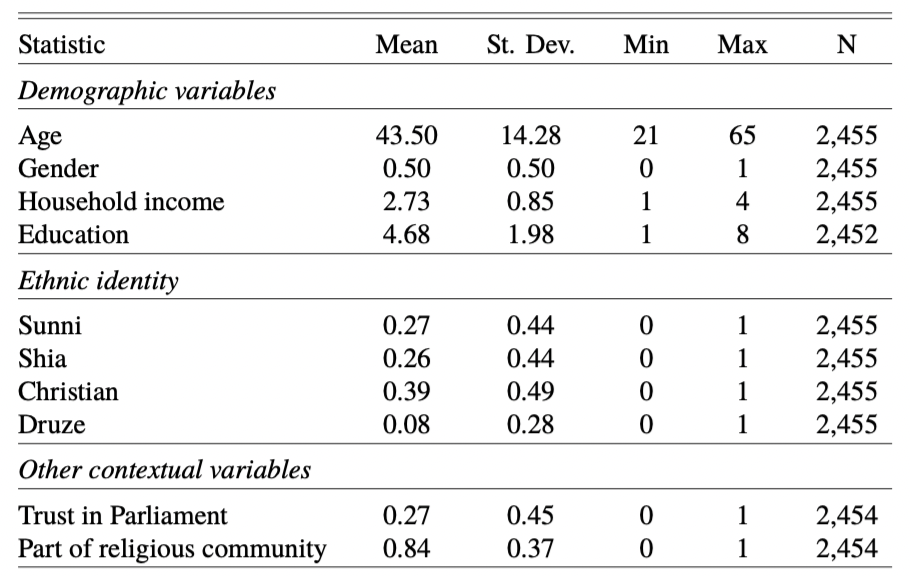 Statistic Mean St. Dev. Min Max N
Demographic variables
Age 43.50 14.28 21 65 2,455
Gender 0.50 0.50 0 1 2,455
Household income 2.73 0.85 1 4 2,455
Education 4.68 1.98 1 8 2,452
Ethnic identity
Sunni 0.27 0.44 0 1 2,455
Shia 0.26 0.44 0 1 2,455
Christian 0.39 0.49 0 1 2,455
Druze 0.08 0.28 0 1 2,455
Other contextual variables
Trust in Parliament 0.27 0.45 0 1 2,454
Part of religious community 0.84 0.37 0 1 2,454